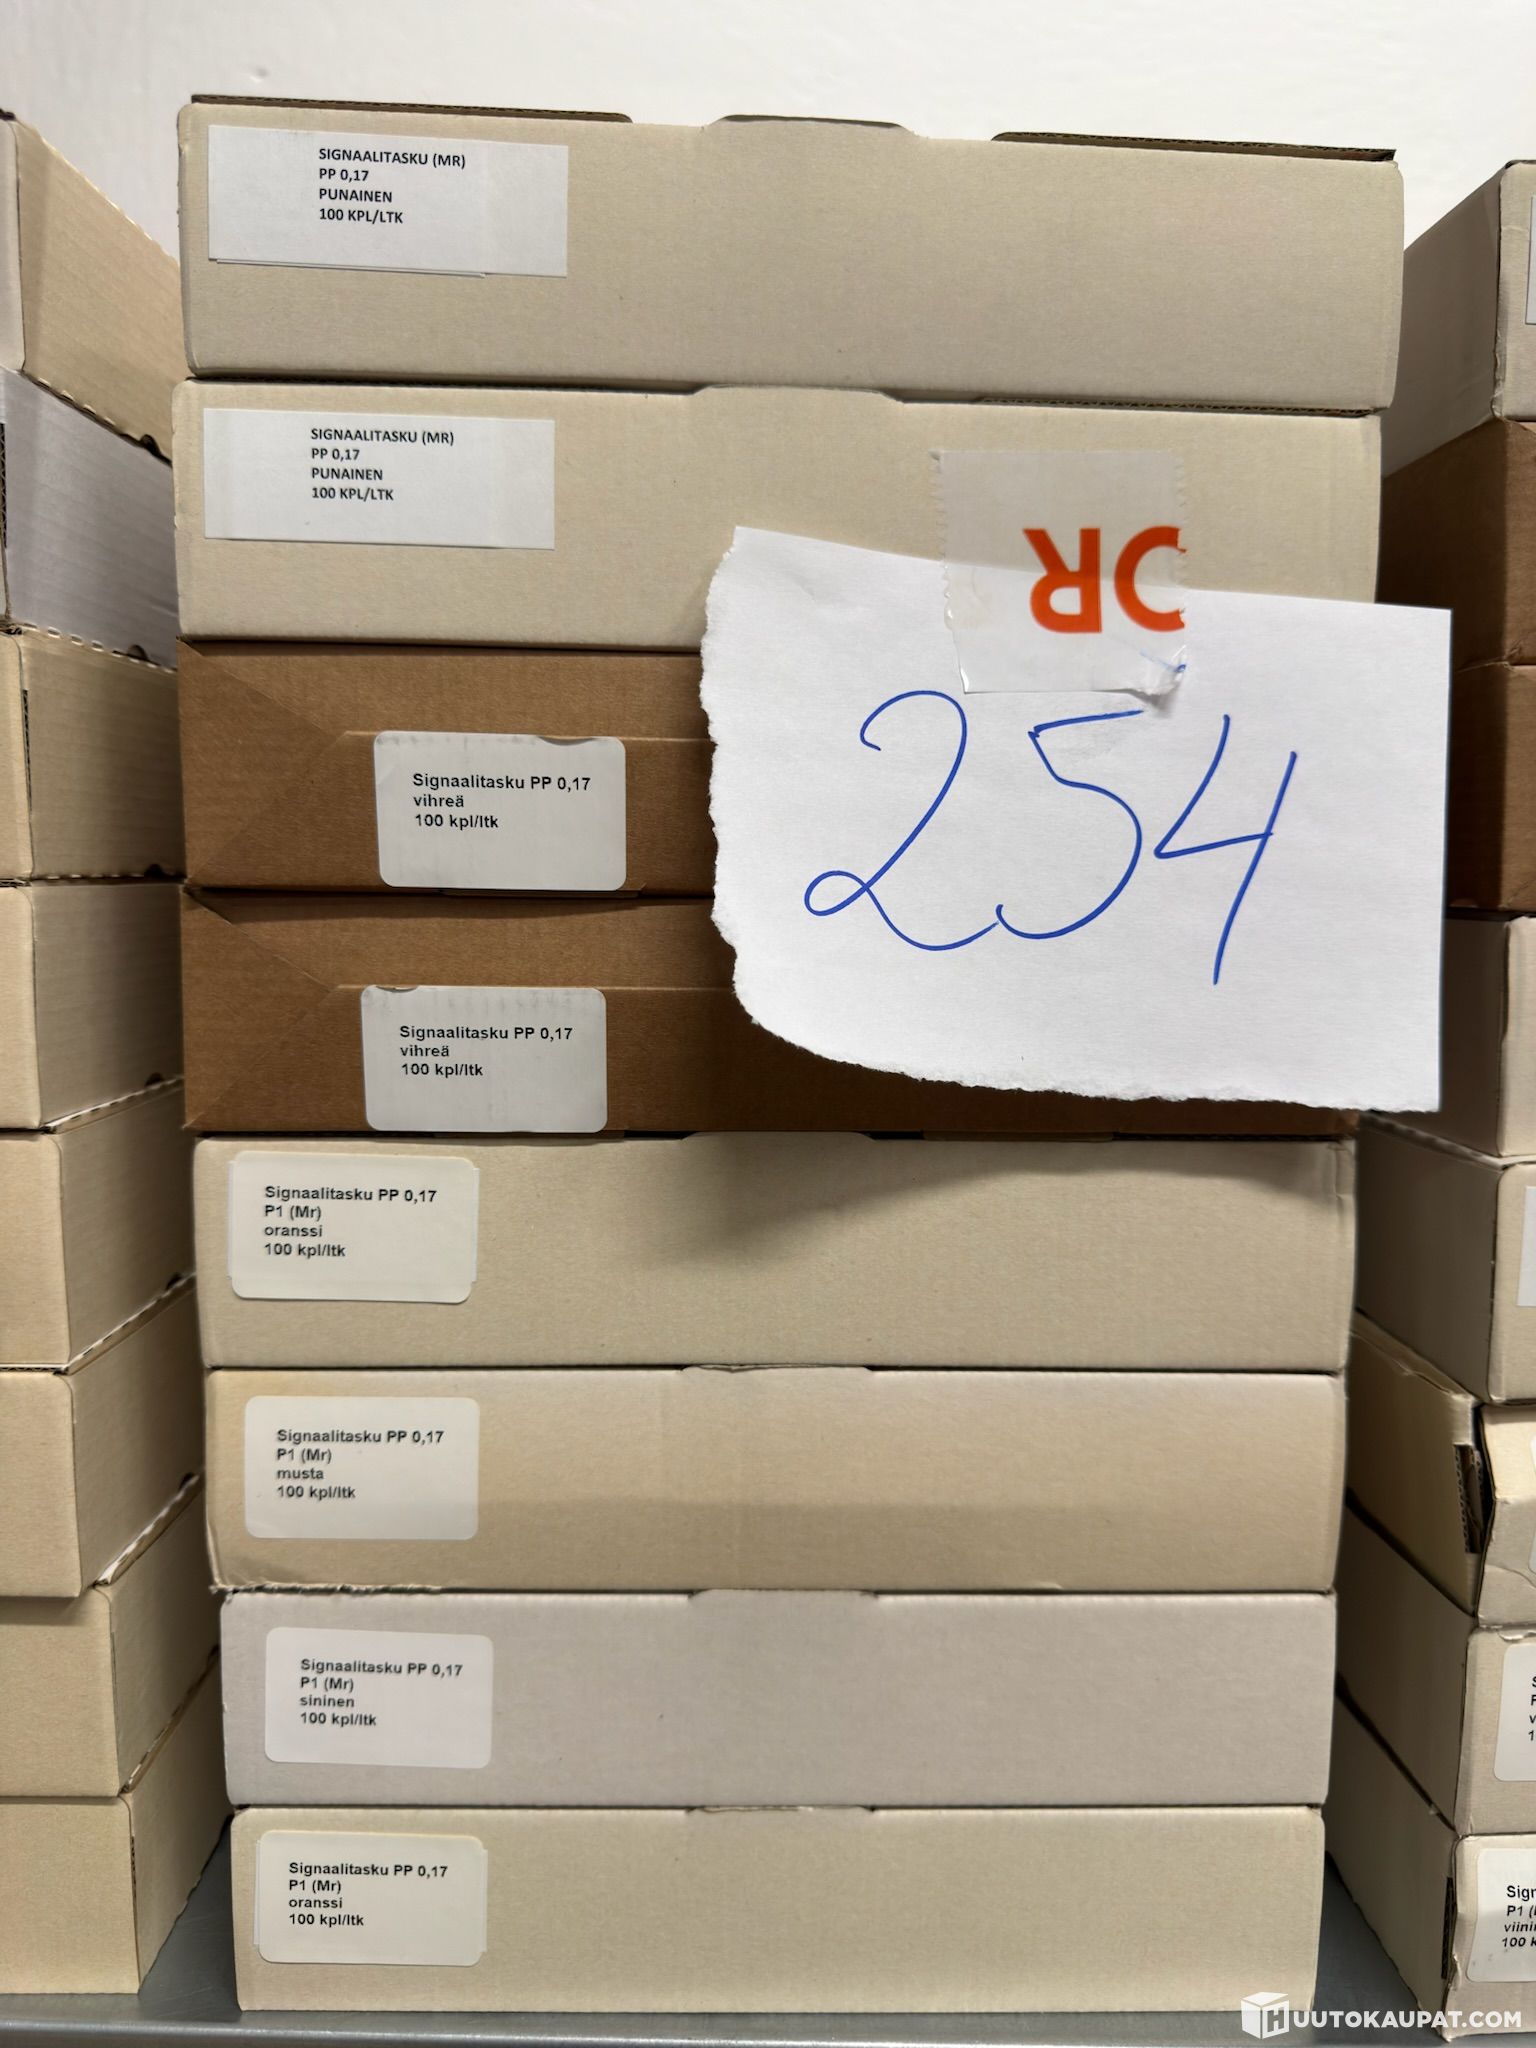 SIGNAALITASKU (MR)
PP 0,17
PUNAINEN
100 KPL/LTK
SIGNAALITASKU (MR)
PP 0,17
PUNAINEN
100 KPL/LTK
OR
254
Signaalitasku PP 0,17
vihreä
100 kpl/ltk
Signaalitasku PP 0,17
vihreä
100 kpl/ltk
Signaalitasku PP 0,17
P1 (Mr)
oranssi
100 kpl/ltk
Signaalitasku PP 0,17
P1 (Mr)
musta
100 kpl/ltk
Signaalitasku PP 0,17
P1 (Mr)
sininen
100 kpl/ltk
Signaalitasku PP 0,17
P1 (Mr)
oranssi
100 kpl/ltk
HUUTOKAUPAT.COM